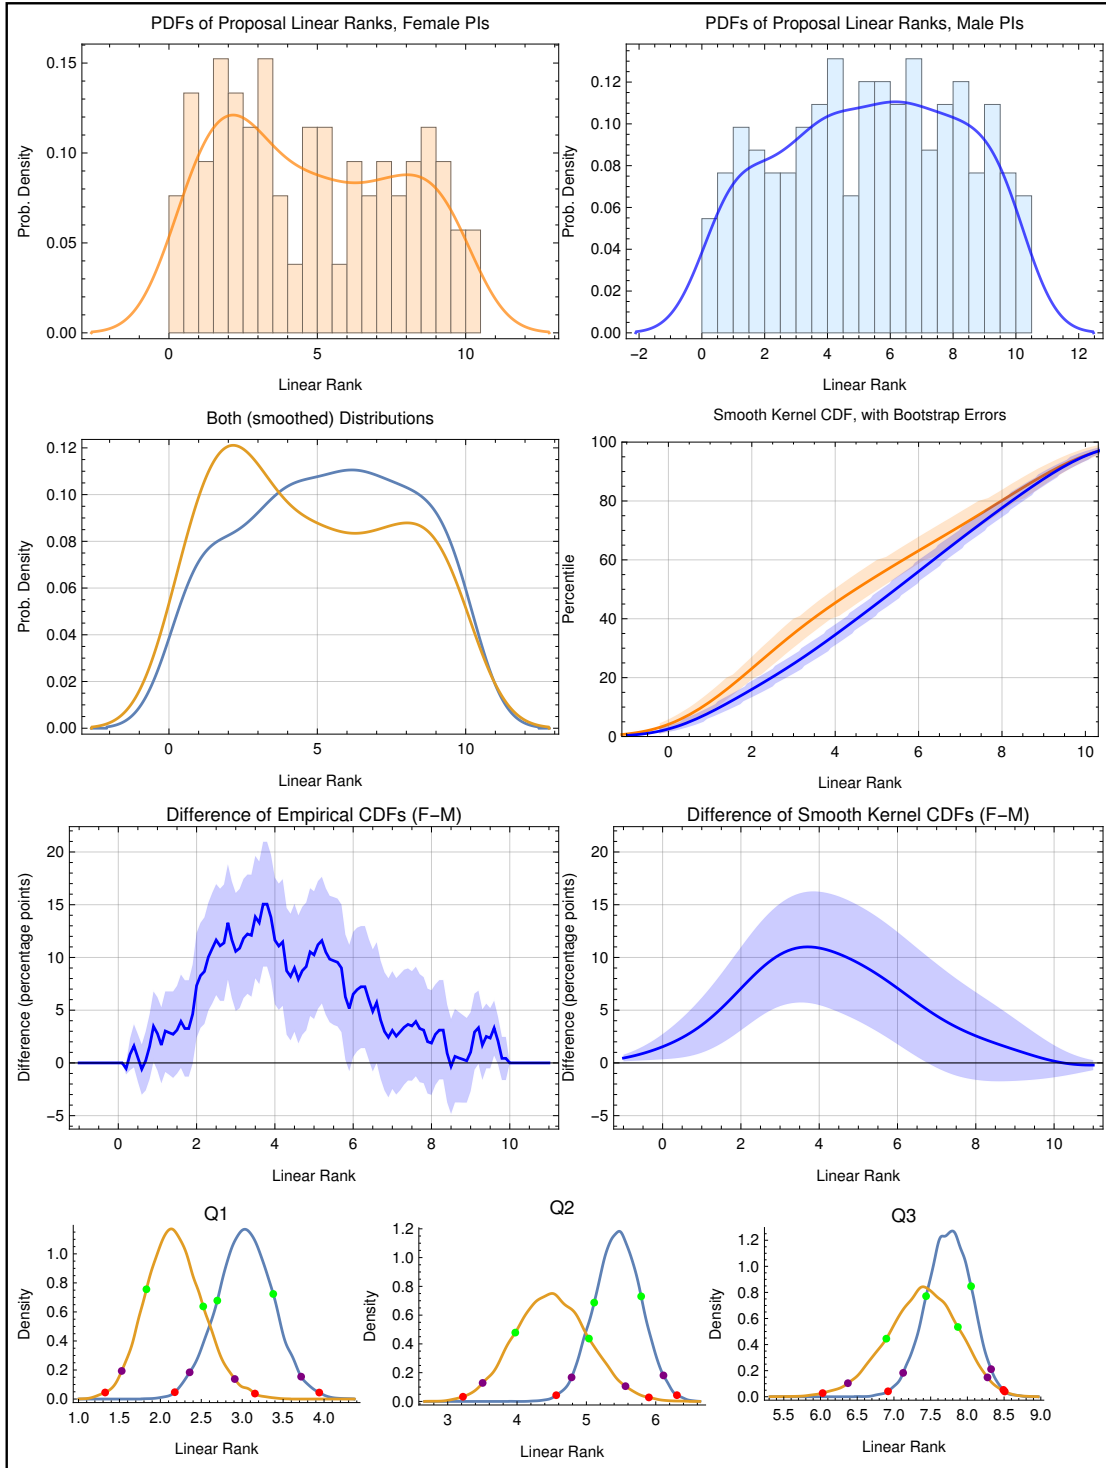 PDFs of Proposal Linear Ranks, Female PIs
PDFs of Proposal Linear Ranks, Male PIs
Prob. Density
0.15
0.10
0.05
0.00
0 5 10
Linear Rank
Prob. Density
0.12
0.10
0.08
0.06
0.04
0.02
0.00
−2 0 2 4 6 8 10 12
Linear Rank
Both (smoothed) Distributions
Smooth Kernel CDF, with Bootstrap Errors
Prob. Density
0.12
0.10
0.08
0.06
0.04
0.02
0.00
0 5 10
Linear Rank
Percentile
100
80
60
40
20
0
0 2 4 6 8 10
Linear Rank
Difference of Empirical CDFs (F−M)
Difference of Smooth Kernel CDFs (F−M)
Difference (percentage points)
20
15
10
5
0
−5
0 2 4 6 8 10
Linear Rank
Difference (percentage points)
20
15
10
5
0
−5
0 2 4 6 8 10
Linear Rank
Q1
Q2
Q3
Density
1.0
0.8
0.6
0.4
0.2
0.0
1.0 1.5 2.0 2.5 3.0 3.5 4.0
Linear Rank
Density
1.2
1.0
0.8
0.6
0.4
0.2
0.0
3 4 5 6
Linear Rank
Density
1.2
1.0
0.8
0.6
0.4
0.2
0.0
5.5 6.0 6.5 7.0 7.5 8.0 8.5 9.0
Linear Rank